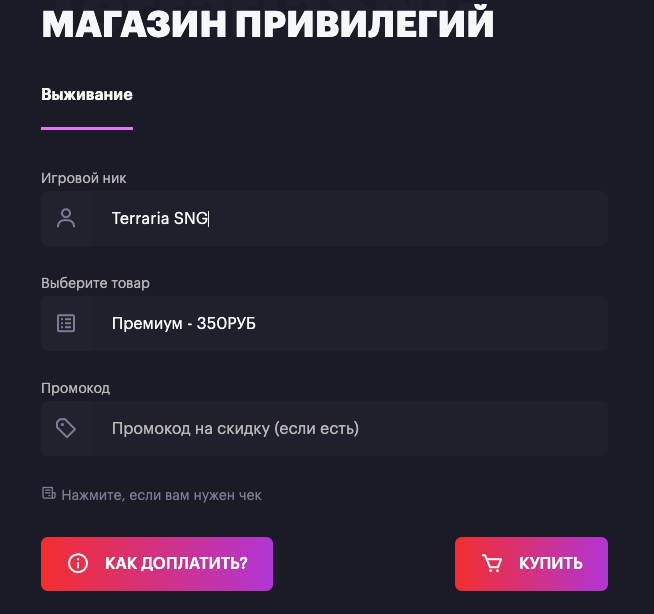 МАГАЗИН ПРИВИЛЕГИЙ
Выживание
Игровой ник
Terraria SNG
Выберите товар
Премиум - 350РУБ
Промокод
Промокод на скидку (если есть)
Нажмите, если вам нужен чек
КАК ДОПЛАТИТЬ?
КУПИТЬ